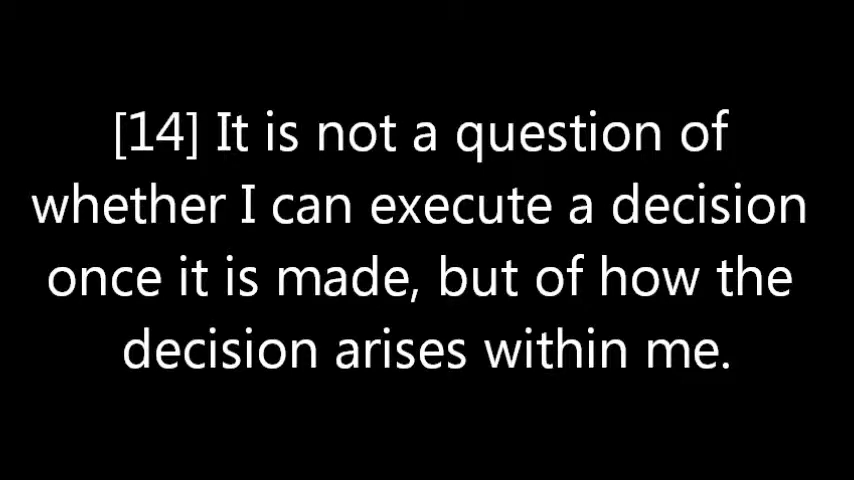 [14] It is not a question of
whether I can execute a decision
once it is made, but of how the
decision arises within me.